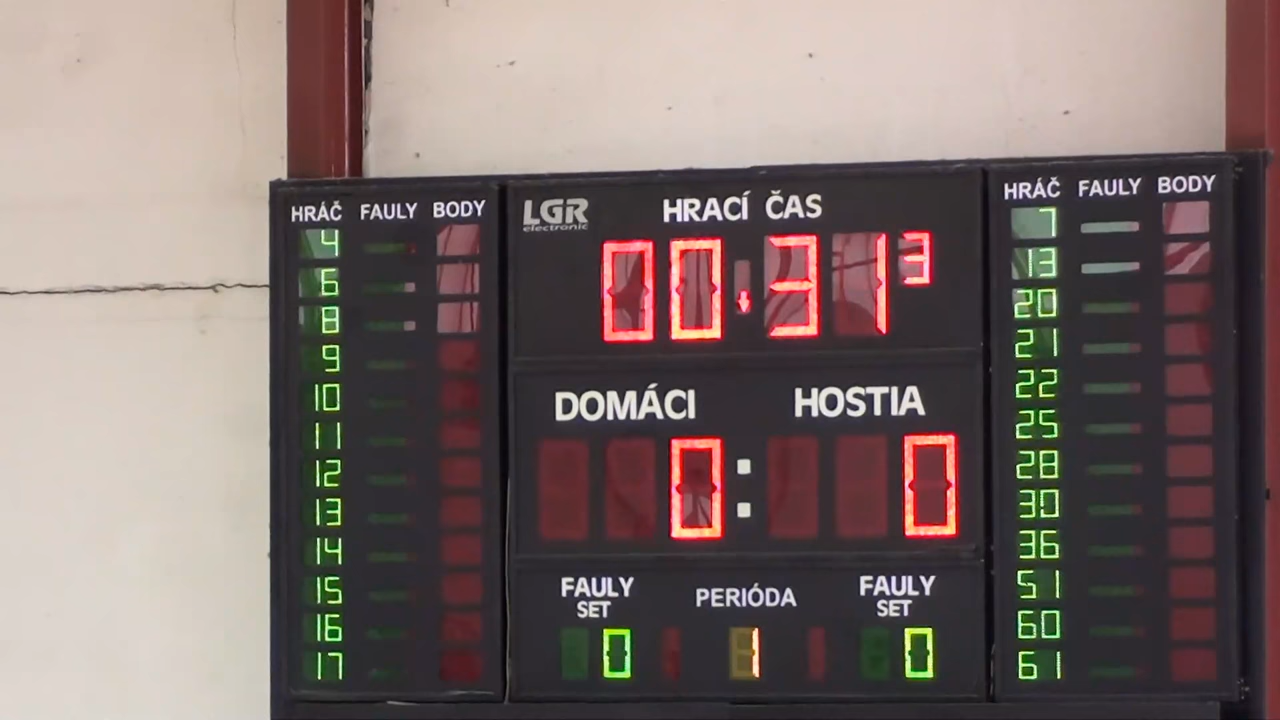 HRÁČ FAULY BODY
4
6
8
9
10
11
12
13
14
15
16
17
LGR
electronic
HRACÍ ČAS
00:31 3
DOMÁCI HOSTIA
0:0
FAULY SET
PERIÓDA
FAULY SET
0 1 0
HRÁČ FAULY BODY
7
13
20
21
22
25
28
30
36
51
60
61